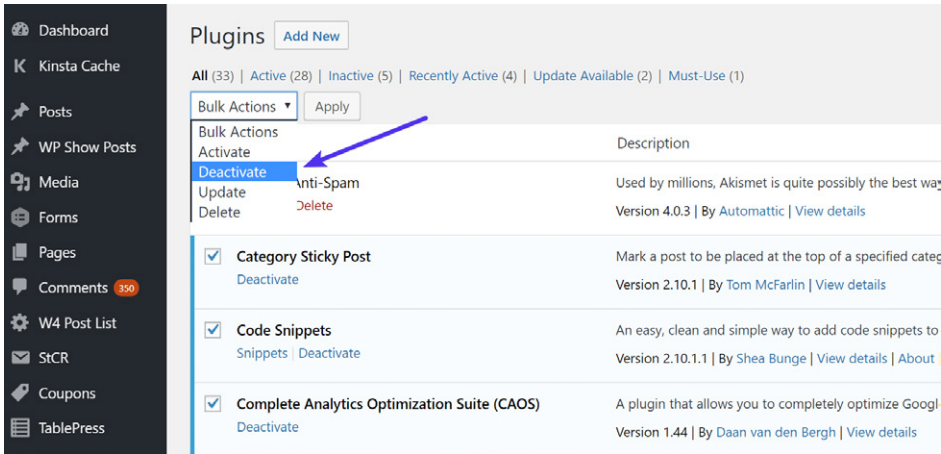 Dashboard
Kinsta Cache
Posts
WP Show Posts
Media
Forms
Pages
Comments 350
W4 Post List
StCR
Coupons
TablePress
Plugins Add New
All (33) | Active (28) | Inactive (5) | Recently Active (4) | Update Available (2) | Must-Use (1)
Bulk Actions ▼ Apply
Bulk Actions
Activate
Deactivate
Update
Delete
Description
Anti-Spam
Delete
Used by millions, Akismet is quite possibly the best way
Version 4.0.3 | By Automattic | View details
Category Sticky Post
Deactivate
Mark a post to be placed at the top of a specified categ
Version 2.10.1 | By Tom McFarlin | View details
Code Snippets
Snippets | Deactivate
An easy, clean and simple way to add code snippets to
Version 2.10.1.1 | By Shea Bunge | View details | About |
Complete Analytics Optimization Suite (CAOS)
Deactivate
A plugin that allows you to completely optimize Googl
Version 1.44 | By Daan van den Bergh | View details